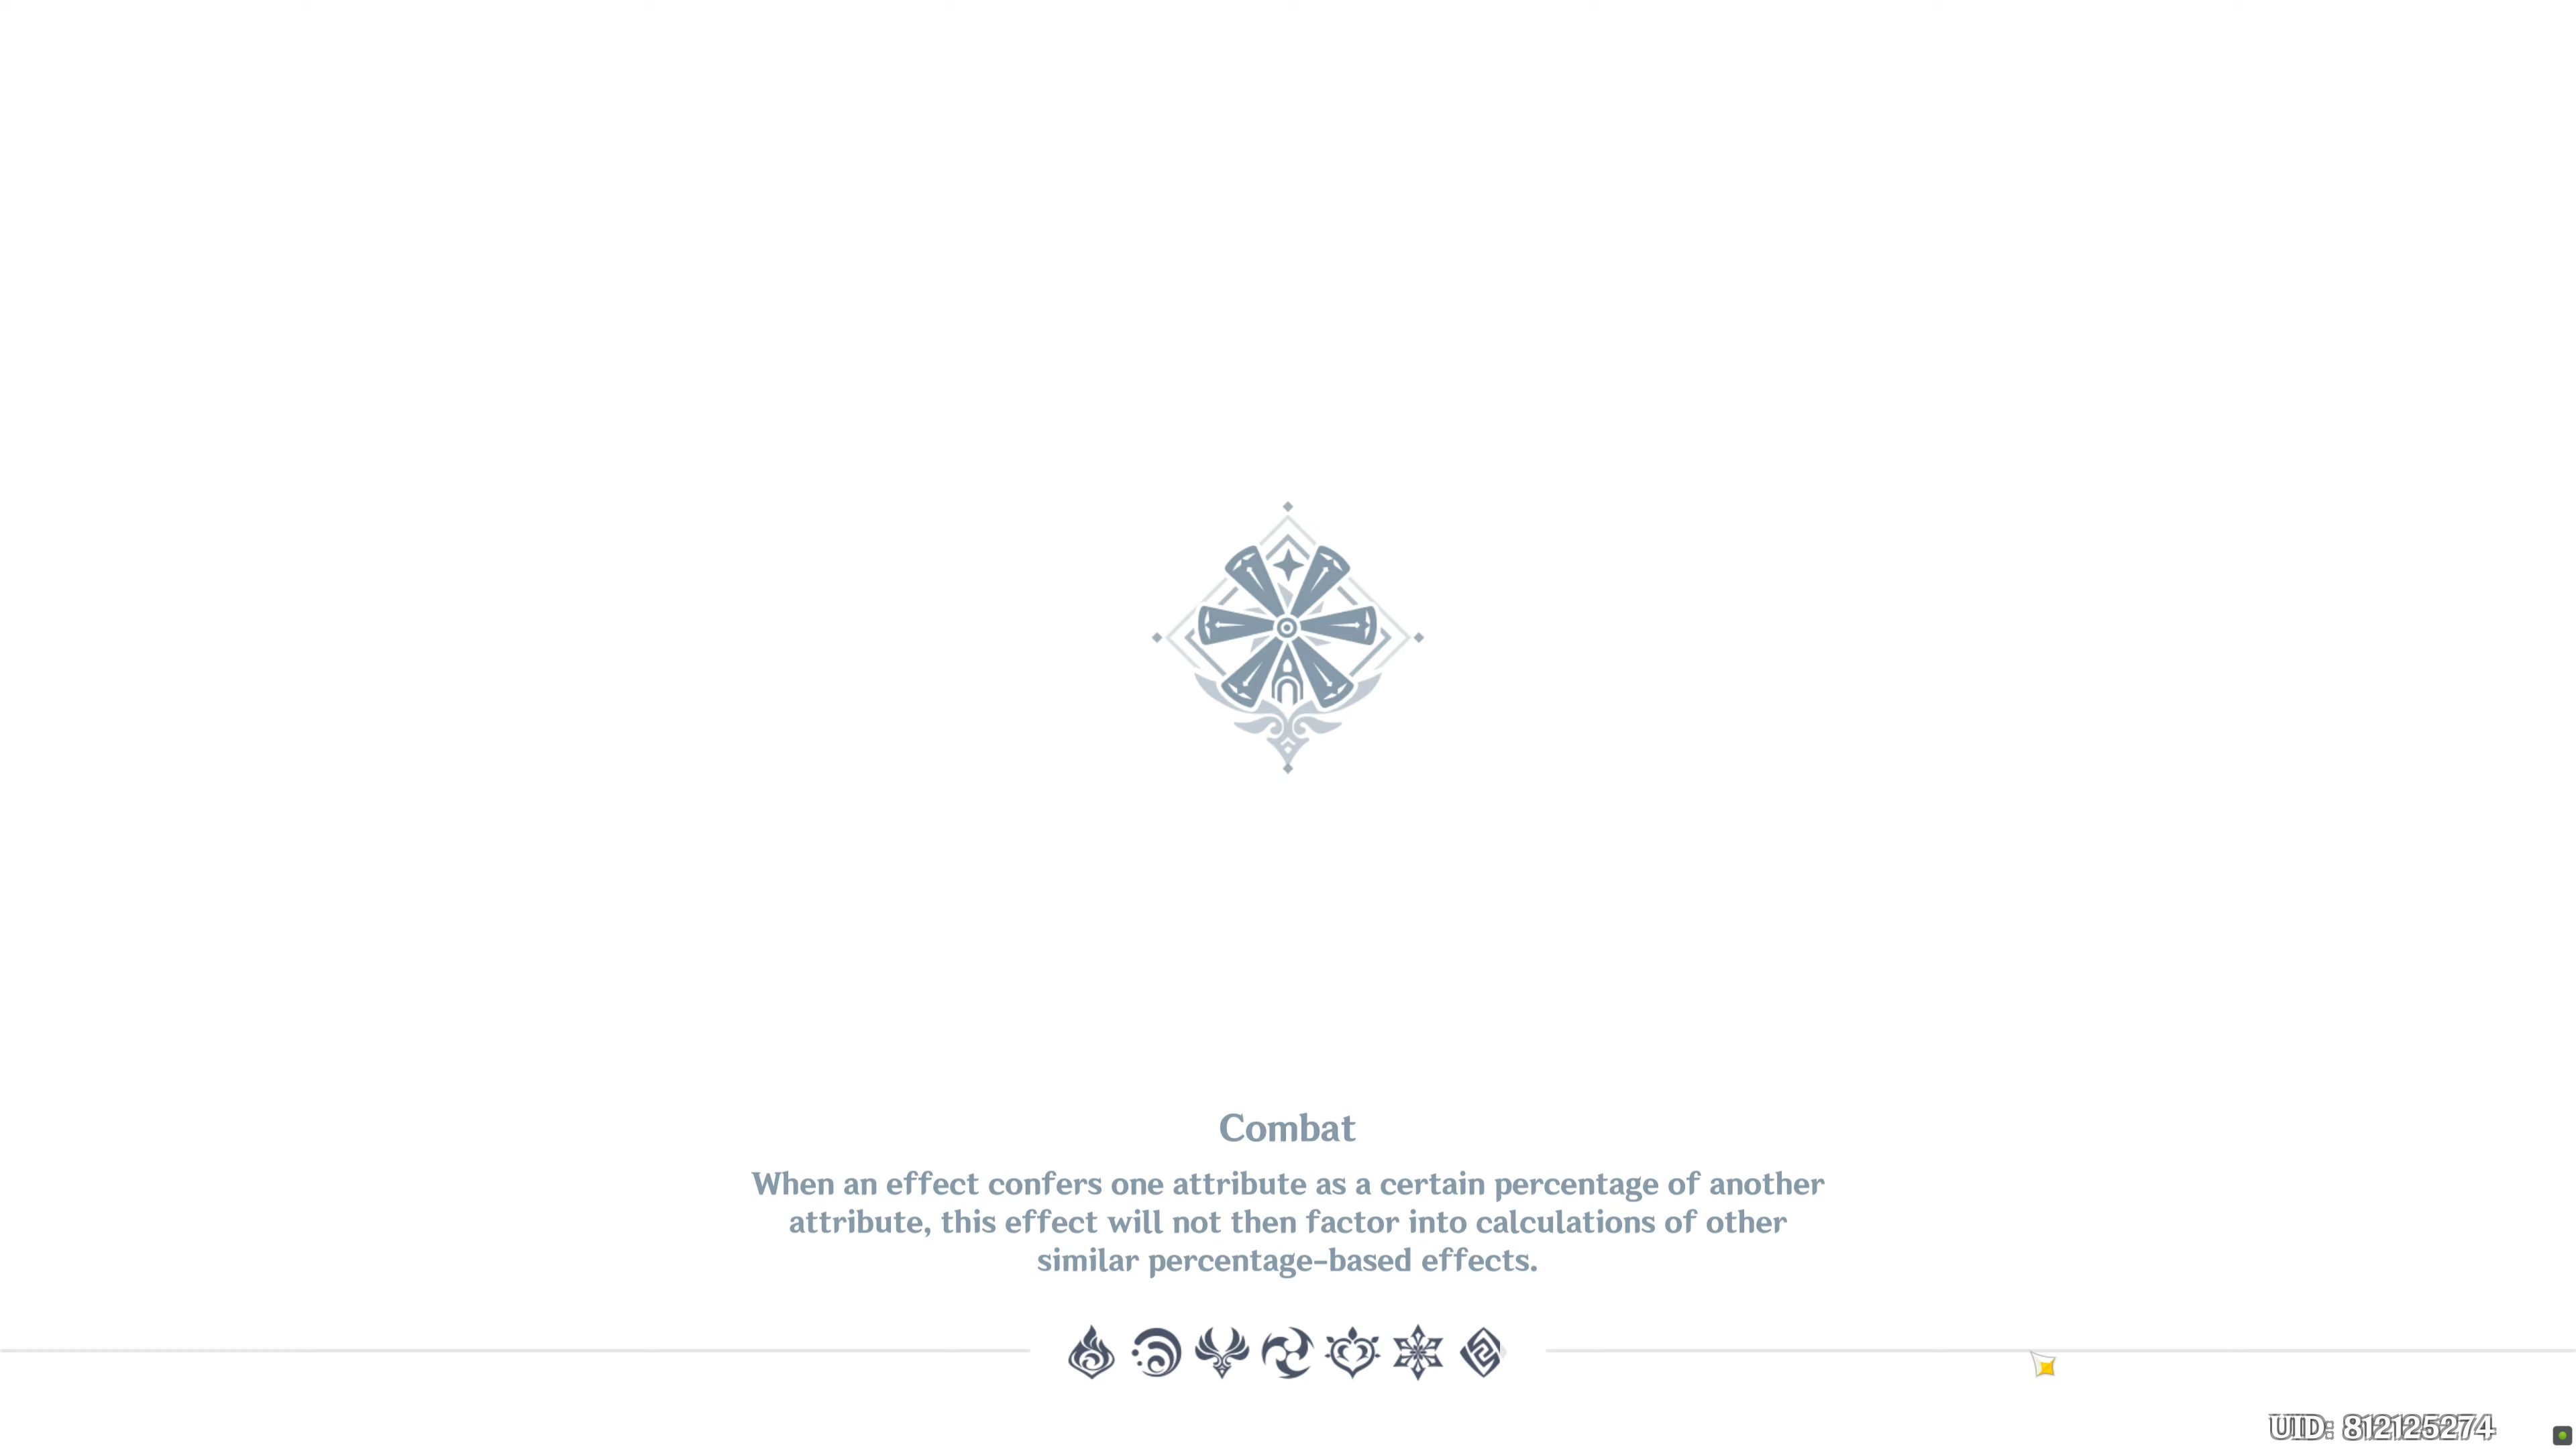 Combat
When an effect confers one attribute as a certain percentage of another
attribute, this effect will not then factor into calculations of other
similar percentage-based effects.
UID: 812125274